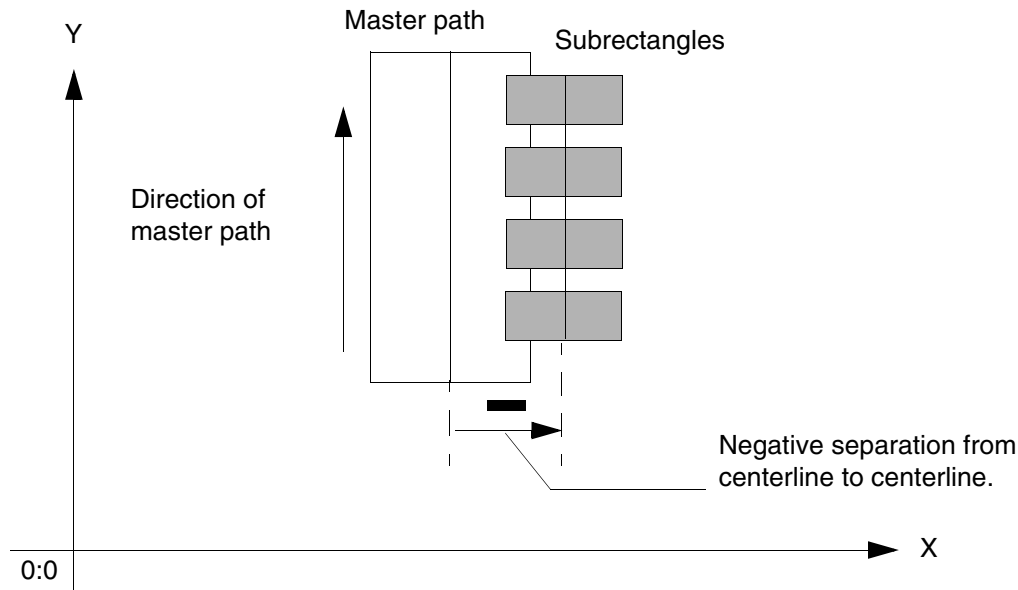 Master path
Y
Subrectangles
Direction of
master path
Negative separation from
centerline to centerline.
X
0:0